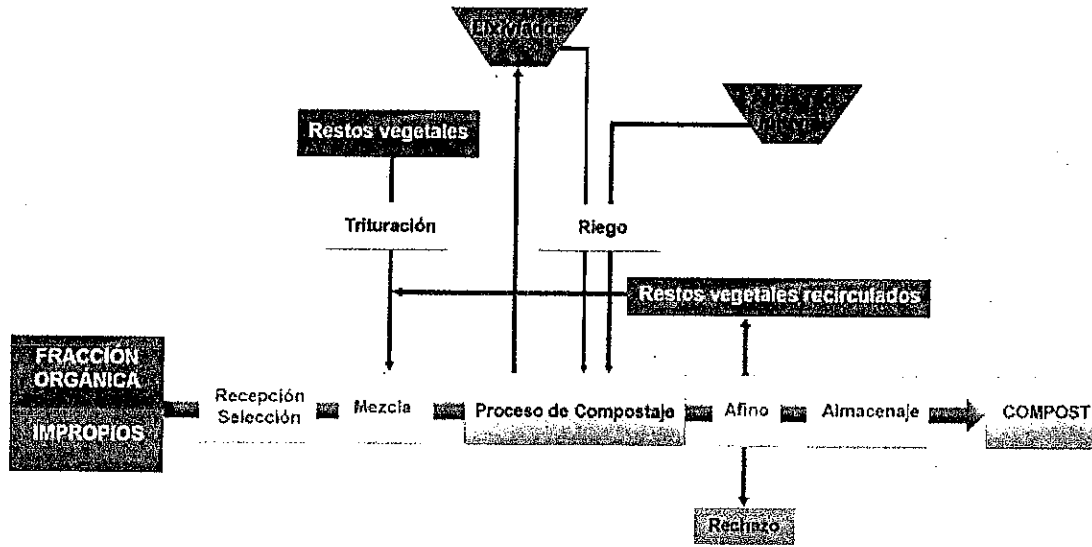 Lixiviados
Restos vegetales
Trituración
Riego
Restos vegetales recirculados
FRACCIÓN
ORGÁNICA
IMPROPIOS
Recepción
Selección
Mezcla
Proceso de Compostaje
Afino
Almacenaje
COMPOST
Rechazo